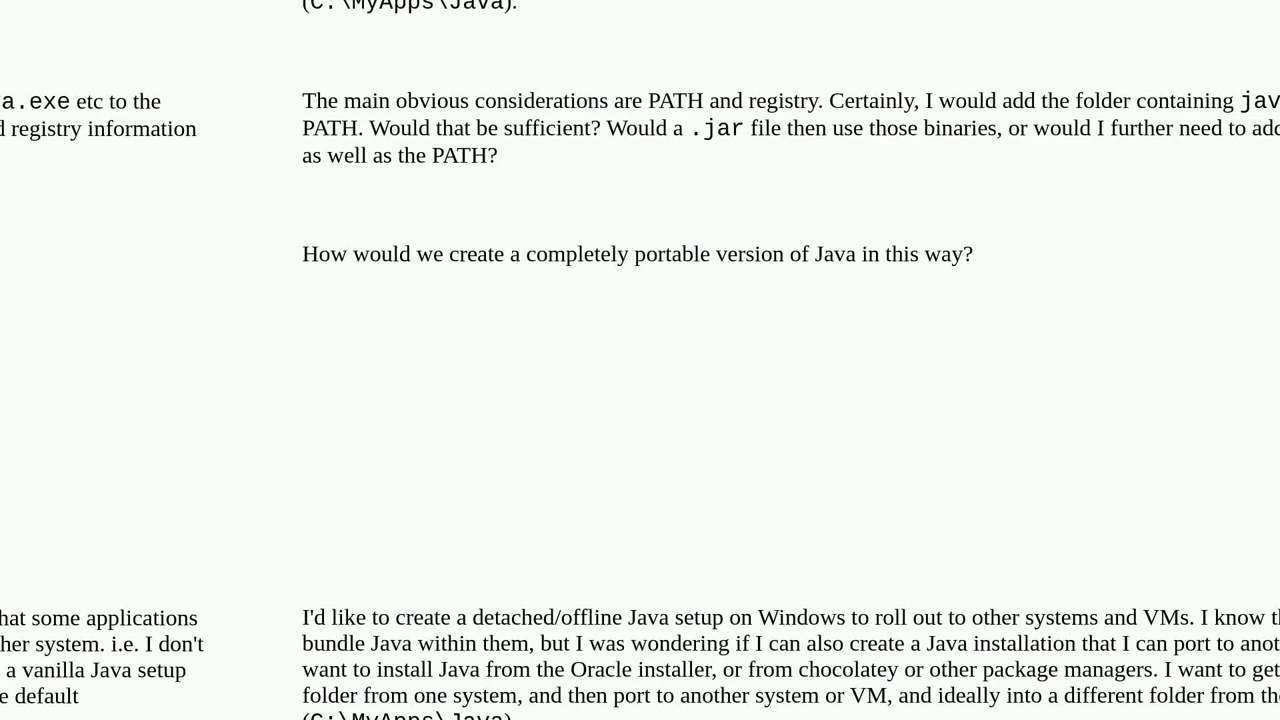 (C:\MyApps\Java).
a.exe etc to the
registry information
The main obvious considerations are PATH and registry. Certainly, I would add the folder containing jav
PATH. Would that be sufficient? Would a .jar file then use those binaries, or would I further need to add
as well as the PATH?
How would we create a completely portable version of Java in this way?
hat some applications
her system. i.e. I don't
a vanilla Java setup
e default
I'd like to create a detached/offline Java setup on Windows to roll out to other systems and VMs. I know th
bundle Java within them, but I was wondering if I can also create a Java installation that I can port to anot
want to install Java from the Oracle installer, or from chocolatey or other package managers. I want to get
folder from one system, and then port to another system or VM, and ideally into a different folder from the
(C:\MyApps\Java)